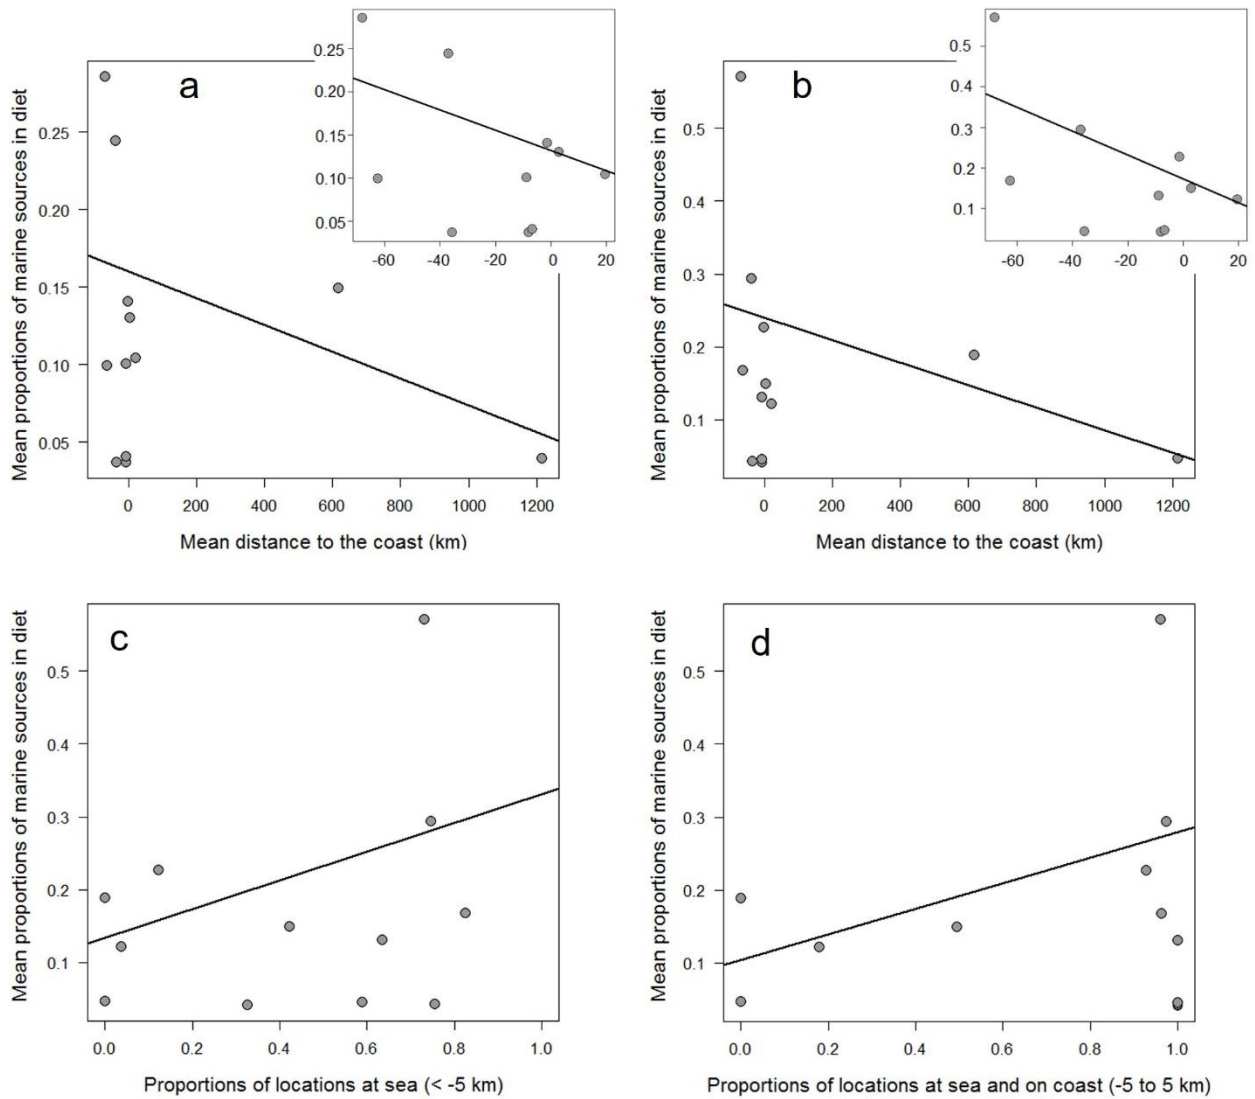 a
Mean proportions of marine sources in diet
0.25
0.20
0.15
0.10
0.05
0 200 400 600 800 1000 1200
Mean distance to the coast (km)
0.25
0.20
0.15
0.10
0.05
-60 -40 -20 0 20
b
Mean proportions of marine sources in diet
0.5
0.4
0.3
0.2
0.1
0 200 400 600 800 1000 1200
Mean distance to the coast (km)
0.5
0.4
0.3
0.2
0.1
-60 -40 -20 0 20
c
Mean proportions of marine sources in diet
0.5
0.4
0.3
0.2
0.1
0.0 0.2 0.4 0.6 0.8 1.0
Proportions of locations at sea (< -5 km)
d
Mean proportions of marine sources in diet
0.5
0.4
0.3
0.2
0.1
0.0 0.2 0.4 0.6 0.8 1.0
Proportions of locations at sea and on coast (-5 to 5 km)